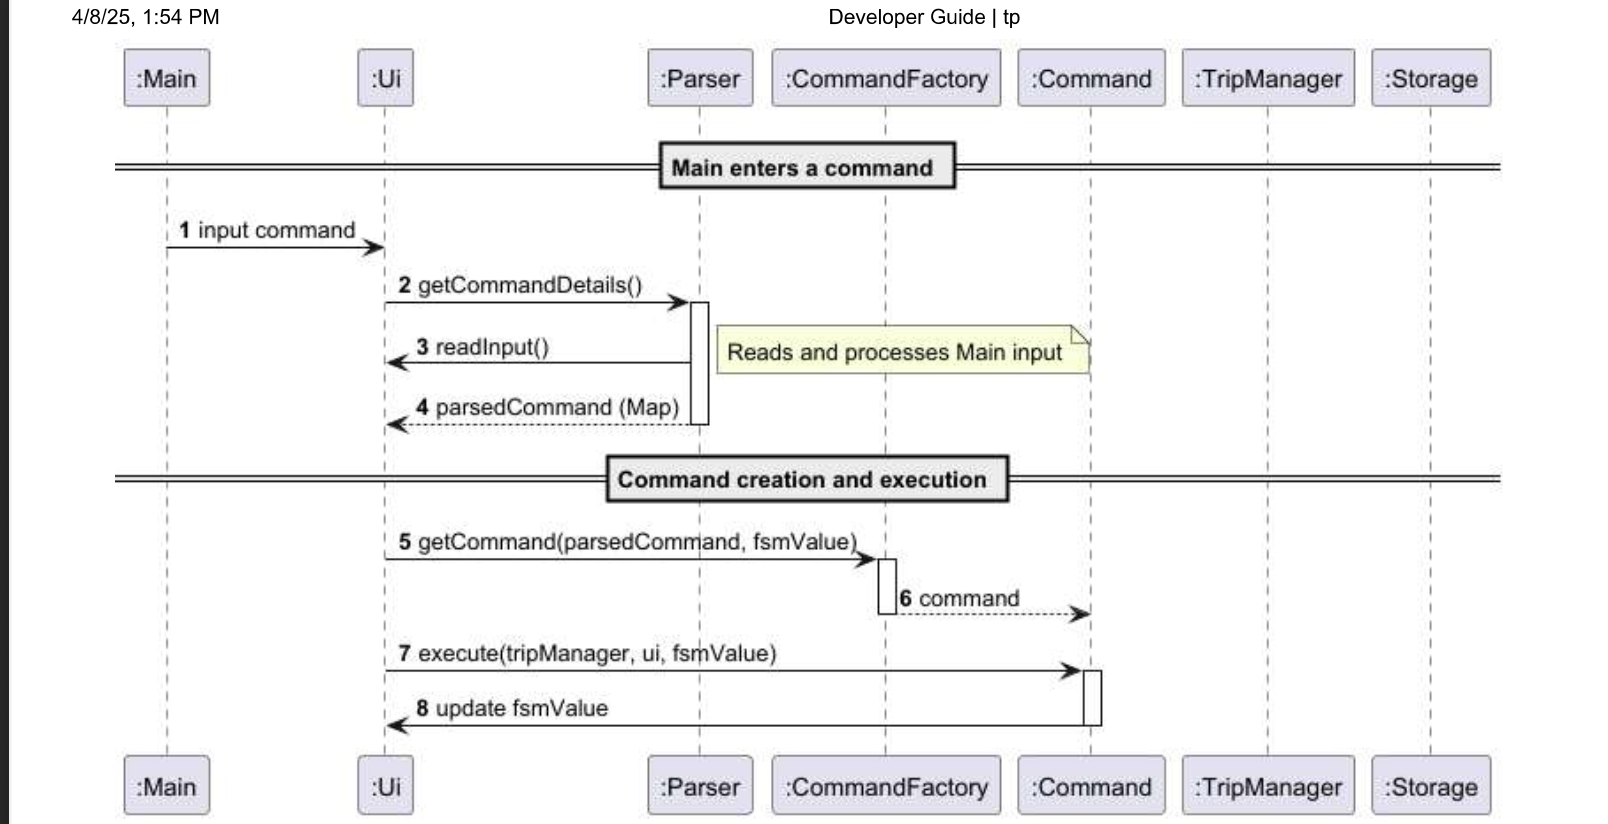 4/8/25, 1:54 PM
Developer Guide | tp
:Main
:Ui
:Parser
:CommandFactory
:Command
:TripManager
:Storage
Main enters a command
1 input command
2 getCommandDetails()
3 readInput()
Reads and processes Main input
4 parsedCommand (Map)
Command creation and execution
5 getCommand(parsedCommand, fsmValue)
6 command
7 execute(tripManager, ui, fsmValue)
8 update fsmValue
:Main
:Ui
:Parser
:CommandFactory
:Command
:TripManager
:Storage